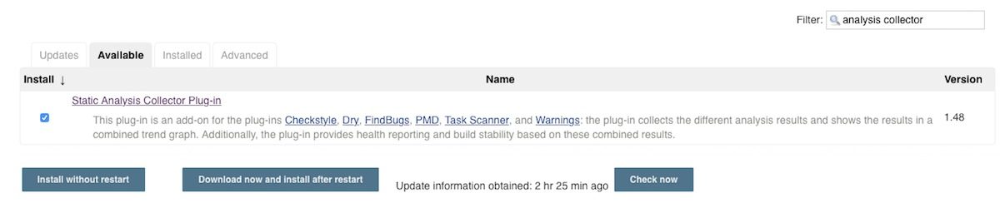 Filter: analysis collector
Updates Available Installed Advanced
Install ↓ Name Version
Static Analysis Collector Plug-in
This plug-in is an add-on for the plug-ins Checkstyle, Dry, FindBugs, PMD, Task Scanner, and Warnings: the plug-in collects the different analysis results and shows the results in a 1.48
combined trend graph. Additionally, the plug-in provides health reporting and build stability based on these combined results.
Install without restart Download now and install after restart Update information obtained: 2 hr 25 min ago Check now